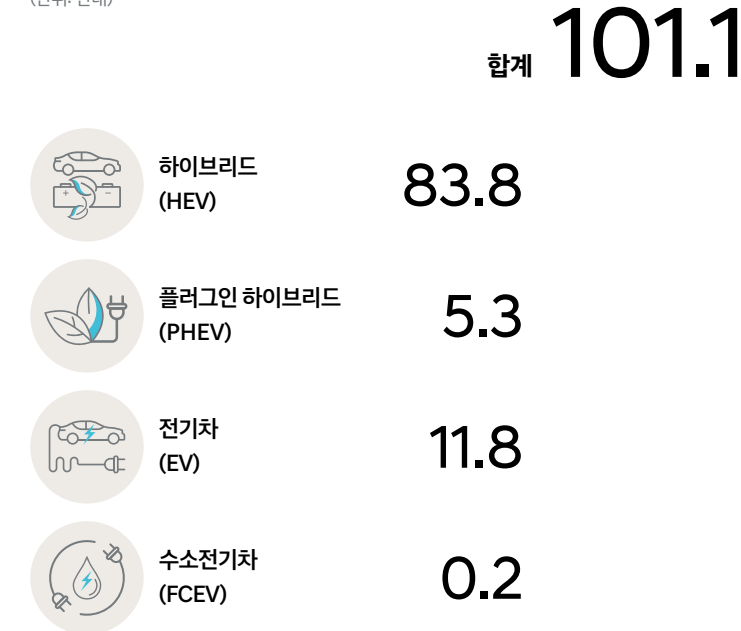 합계 101.1
하이브리드
(HEV)
83.8
플러그인 하이브리드
(PHEV)
5.3
전기차
(EV)
11.8
수소전기차
(FCEV)
0.2